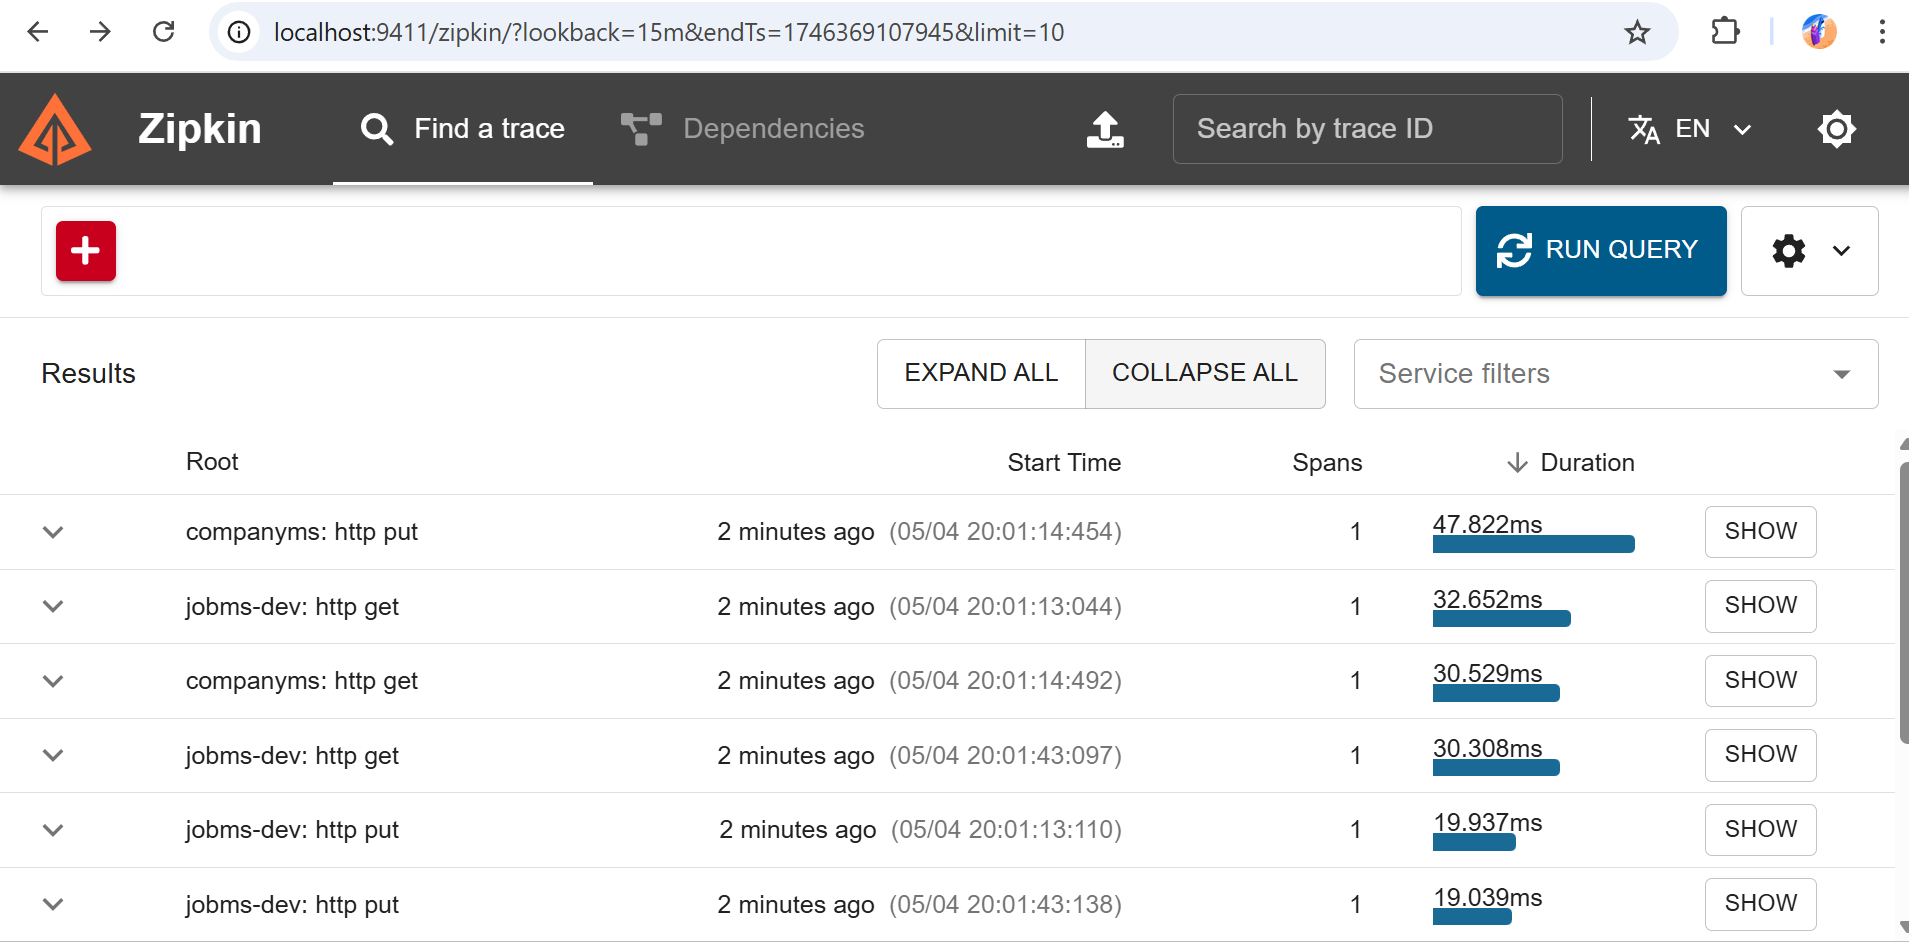 localhost:9411/zipkin/?lookback=15m&endTs=1746369107945&limit=10
Zipkin Find a trace Dependencies Search by trace ID EN
RUN QUERY
Results EXPAND ALL COLLAPSE ALL Service filters
Root Start Time Spans Duration
companyms: http put 2 minutes ago (05/04 20:01:14:454) 1 47.822ms SHOW
jobms-dev: http get 2 minutes ago (05/04 20:01:13:044) 1 32.652ms SHOW
companyms: http get 2 minutes ago (05/04 20:01:14:492) 1 30.529ms SHOW
jobms-dev: http get 2 minutes ago (05/04 20:01:43:097) 1 30.308ms SHOW
jobms-dev: http put 2 minutes ago (05/04 20:01:13:110) 1 19.937ms SHOW
jobms-dev: http put 2 minutes ago (05/04 20:01:43:138) 1 19.039ms SHOW